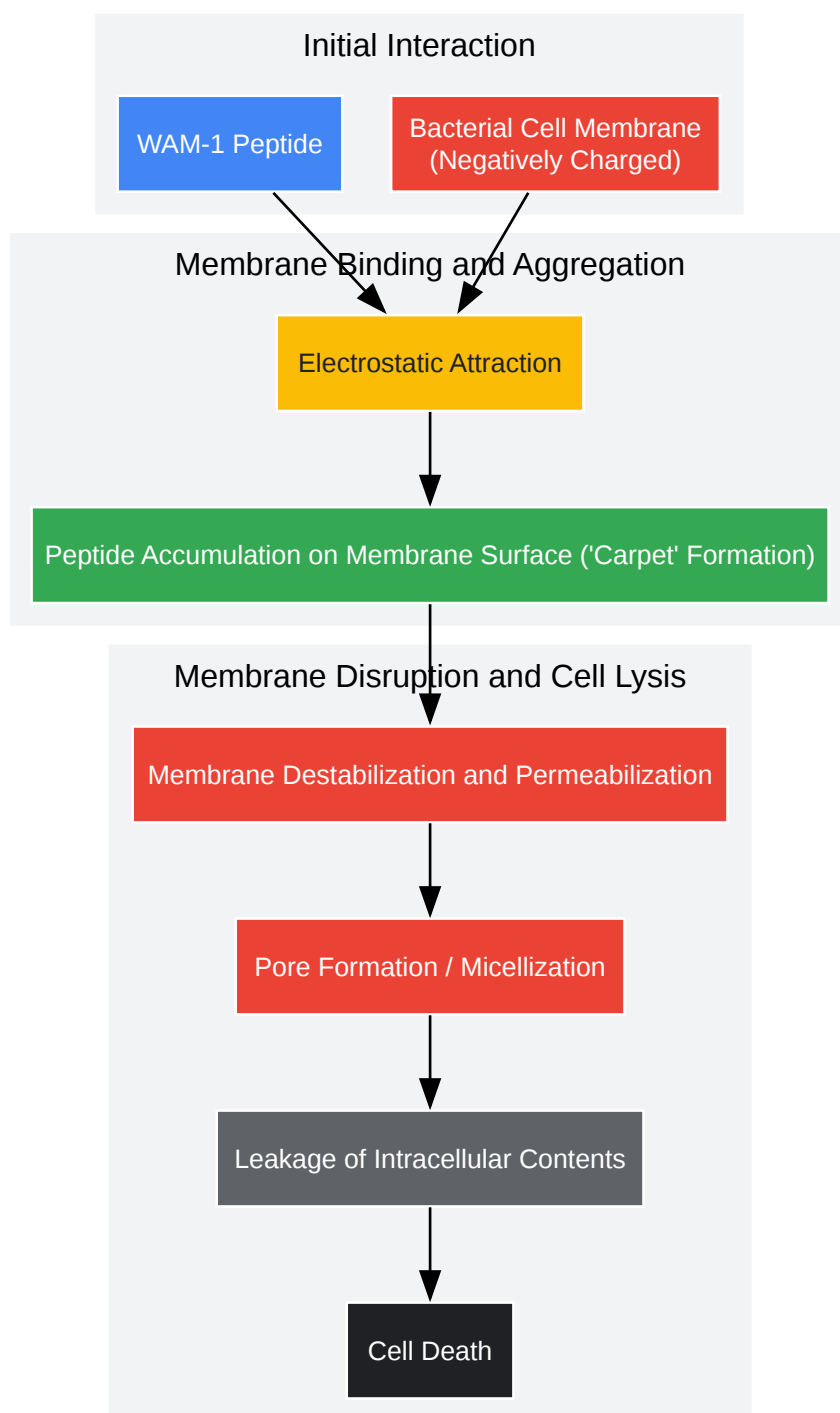 Initial Interaction
WAM-1 Peptide
Bacterial Cell Membrane
(Negatively Charged)
Membrane Binding and Aggregation
Electrostatic Attraction
Peptide Accumulation on Membrane Surface ('Carpet' Formation)
Membrane Disruption and Cell Lysis
Membrane Destabilization and Permeabilization
Pore Formation / Micellization
Leakage of Intracellular Contents
Cell Death